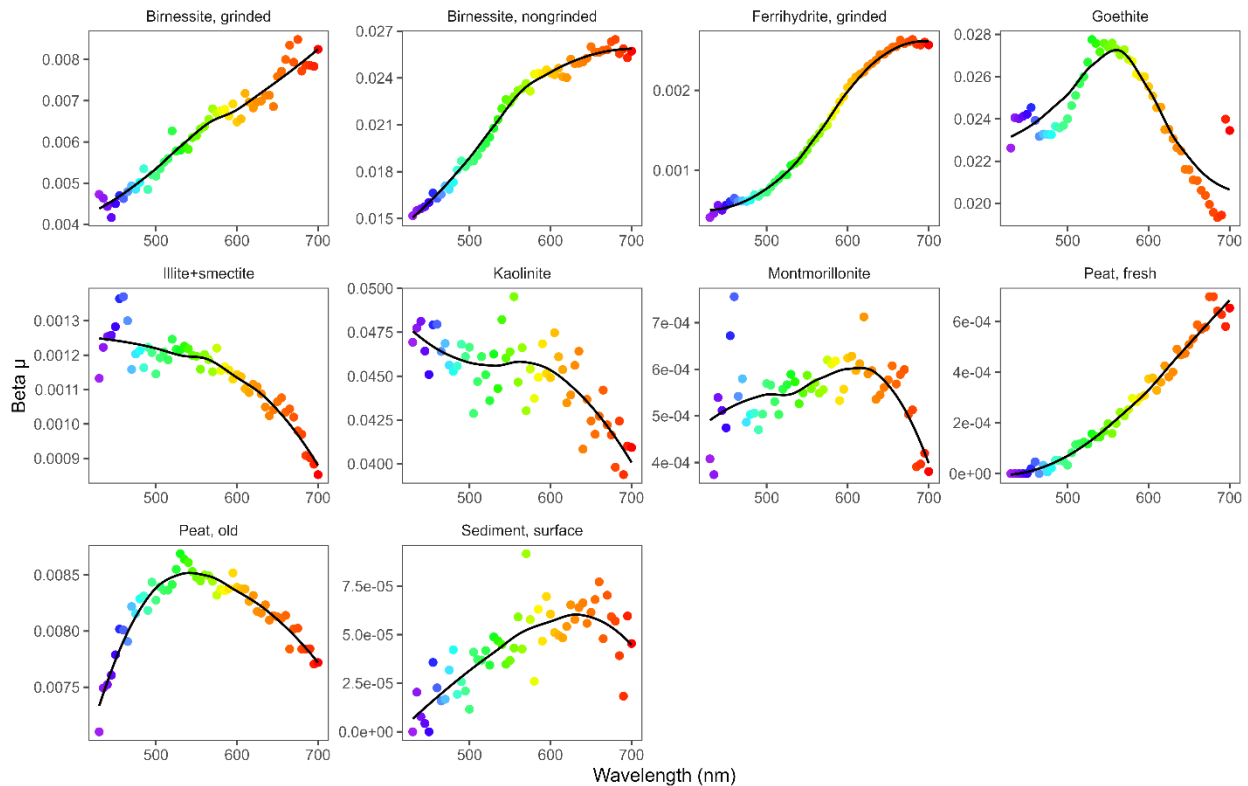 Birnessite, grinded
Birnessite, nongrinded
Ferrihydrite, grinded
Goethite
0.008
0.007
0.006
0.005
0.004
500
600
700
0.027
0.024
0.021
0.018
0.015
500
600
700
0.002
0.001
500
600
700
0.028
0.026
0.024
0.022
0.020
500
600
700
Illite+smectite
Kaolinite
Montmorillonite
Peat, fresh
0.0013
0.0012
0.0011
0.0010
0.0009
500
600
700
0.0500
0.0475
0.0450
0.0425
0.0400
500
600
700
7e-04
6e-04
5e-04
4e-04
500
600
700
6e-04
4e-04
2e-04
0e+00
500
600
700
Peat, old
Sediment, surface
0.0085
0.0080
0.0075
500
600
700
7.5e-05
5.0e-05
2.5e-05
0.0e+00
500
600
700
Beta μ
Wavelength (nm)